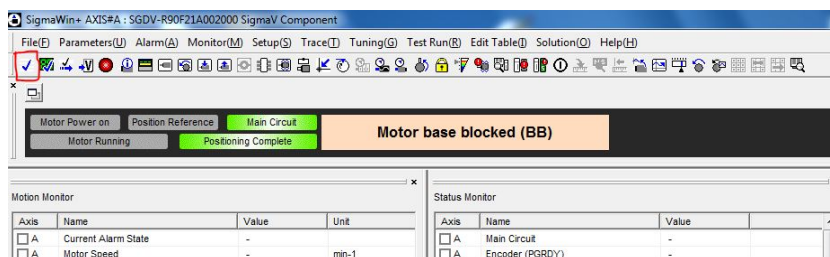 SigmaWin+ AXIS#A : SGDV-R90F21A002000 SigmaV Component
File(F) Parameters(U) Alarm(A) Monitor(M) Setup(S) Trace(T) Tuning(G) Test Run(R) Edit Table(I) Solution(O) Help(H)
Motor Power on Position Reference Main Circuit
Motor base blocked (BB)
Motor Running Positioning Complete
Motion Monitor Status Monitor
Axis Name Value Unit Axis Name Value
A Current Alarm State - A Main Circuit -
A Motor Speed - min-1 A Encoder (PGRDY) -